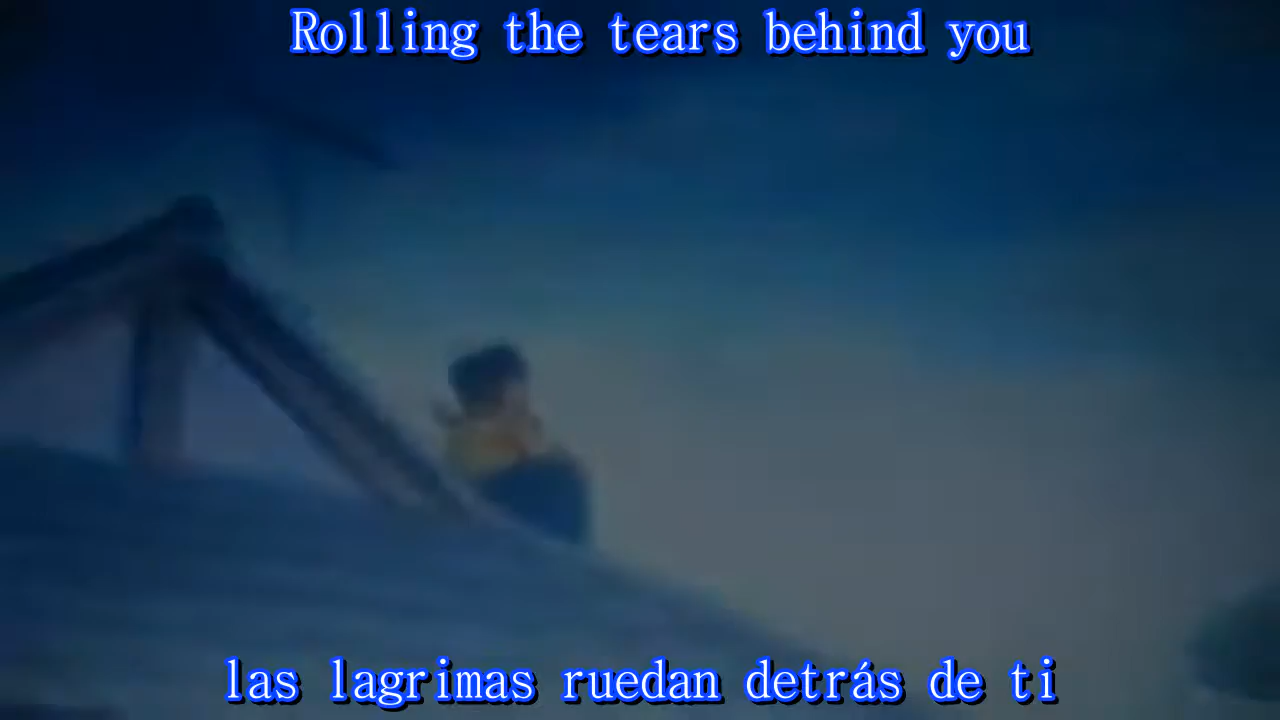 Rolling the tears behind you
las lagrimas ruedan detrás de ti